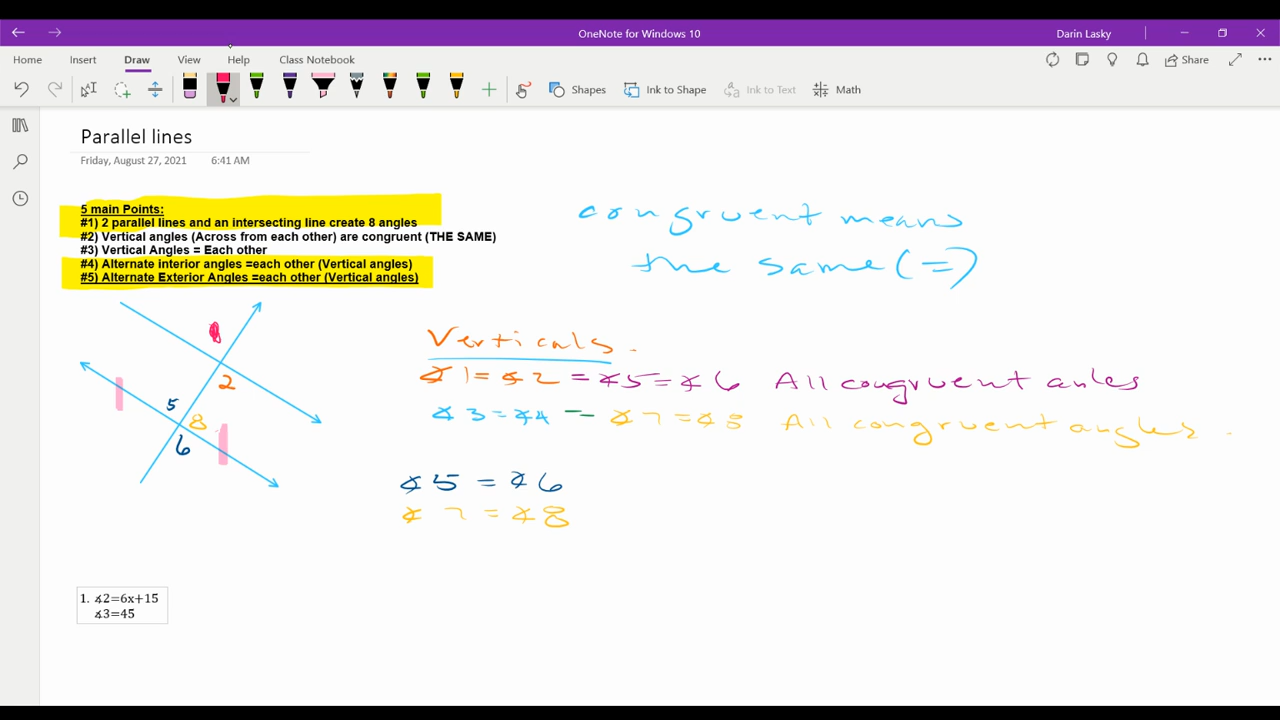 OneNote for Windows 10
Darin Lasky
Home Insert Draw View Help Class Notebook
Share
Shapes Ink to Shape Ink to Text Math
Parallel lines
Friday, August 27, 2021 6:41 AM
5 main Points:
#1) 2 parallel lines and an intersecting line create 8 angles
#2) Vertical angles (Across from each other) are congruent (THE SAME)
#3) Vertical Angles = Each other
#4) Alternate interior angles =each other (Vertical angles)
#5) Alternate Exterior Angles =each other (Vertical angles)
congruent means
the same (=)
2
5
8
6
Verticals.
∡1=∡2 =∡5=∡6 All congruent anles
∡3=∡4 = ∡7=∡8 All congruent angles.
∡5 = ∡6
∡7 = ∡8
1. ∡2=6x+15
∡3=45